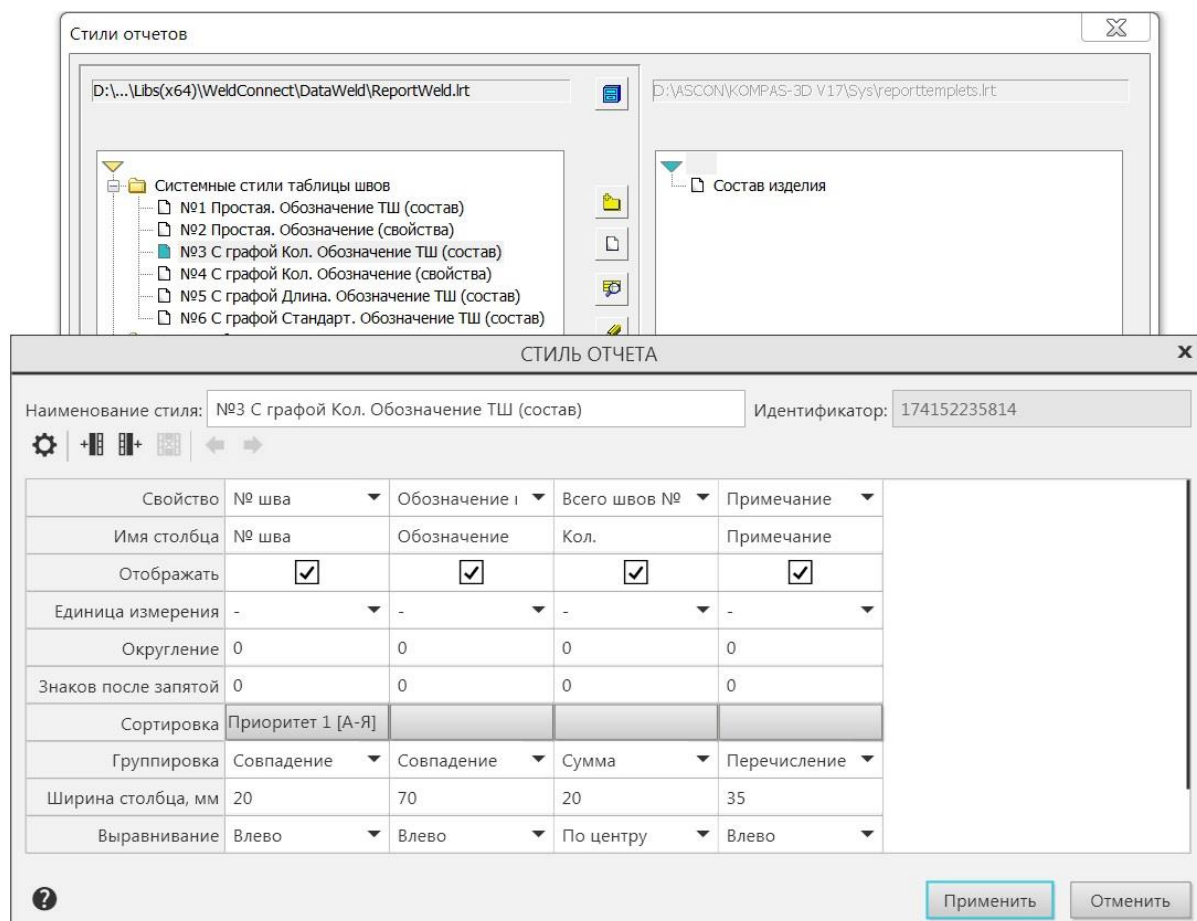 Стили отчетов
D:\...\Libs(x64)\WeldConnect\DataWeld\ReportWeld.lrt
D:\ASCON\KOMPAS-3D V17\Sys\reporttemplets.lrt
Системные стили таблицы швов
№1 Простая. Обозначение ТШ (состав)
№2 Простая. Обозначение (свойства)
№3 С графой Кол. Обозначение ТШ (состав)
№4 С графой Кол. Обозначение (свойства)
№5 С графой Длина. Обозначение ТШ (состав)
№6 С графой Стандарт. Обозначение ТШ (состав)
Состав изделия
СТИЛЬ ОТЧЕТА
Наименование стиля: №3 С графой Кол. Обозначение ТШ (состав) Идентификатор: 174152235814
Свойство № шва Обозначение Всего швов № Примечание
Имя столбца № шва Обозначение Кол. Примечание
Отображать
Единица измерения - - - -
Округление 0 0 0 0
Знаков после запятой 0 0 0 0
Сортировка Приоритет 1 [А-Я]
Группировка Совпадение Совпадение Сумма Перечисление
Ширина столбца, мм 20 70 20 35
Выравнивание Влево Влево По центру Влево
Применить Отменить